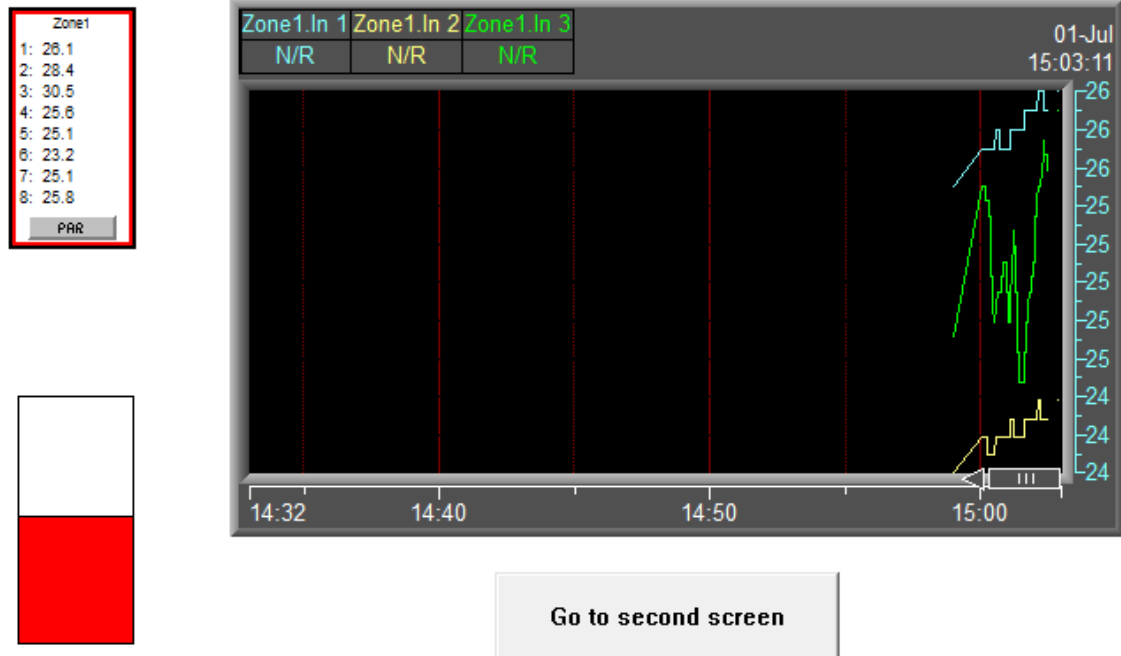 Zone1
1: 26.1
2: 28.4
3: 30.5
4: 25.6
5: 25.1
6: 23.2
7: 25.1
8: 25.8
PAR
Zone1.In 1 Zone1.In 2 Zone1.In 3
N/R N/R N/R
01-Jul
15:03:11
26
26
26
25
25
25
25
25
24
24
24
14:32 14:40 14:50 15:00
Go to second screen